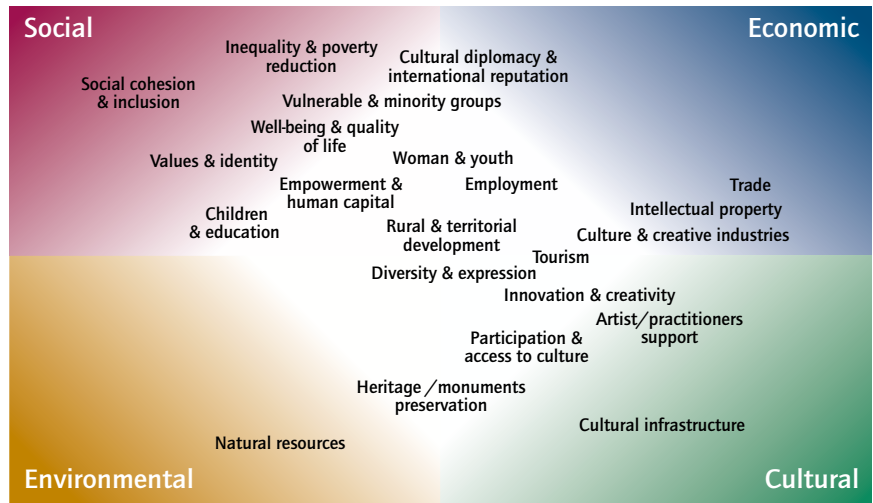 Social
Economic
Inequality & poverty
reduction
Cultural diplomacy &
international reputation
Social cohesion
& inclusion
Vulnerable & minority groups
Well-being & quality
of life
Values & identity
Woman & youth
Empowerment &
human capital
Employment
Trade
Children
& education
Intellectual property
Rural & territorial
development
Culture & creative industries
Tourism
Diversity & expression
Innovation & creativity
Artist/practitioners
support
Participation &
access to culture
Heritage /monuments
preservation
Cultural infrastructure
Natural resources
Environmental
Cultural